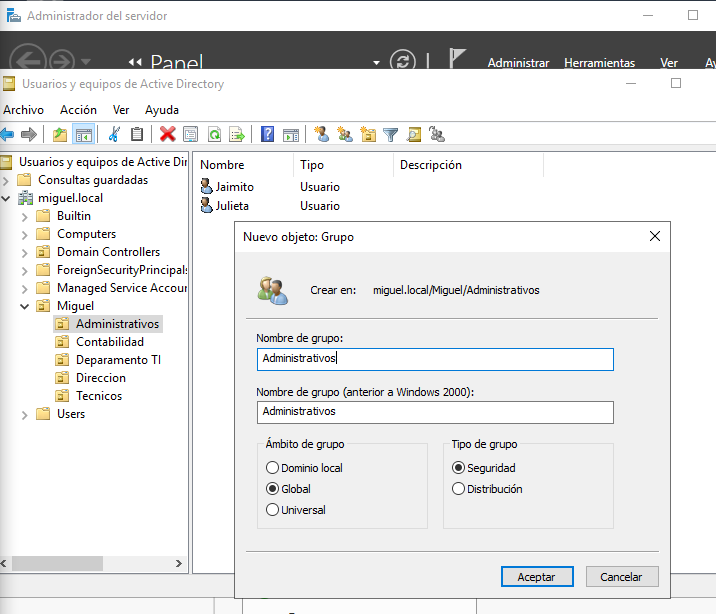 Administrador del servidor
Panel
Administrar Herramientas Ver Ay
Usuarios y equipos de Active Directory
Archivo Acción Ver Ayuda
Usuarios y equipos de Active Dir
Consultas guardadas
miguel.local
Builtin
Computers
Domain Controllers
ForeignSecurityPrincipals
Managed Service Accour
Miguel
Administrativos
Contabilidad
Deparamento TI
Direccion
Tecnicos
Users
Nombre Tipo Descripción
Jaimito Usuario
Julieta Usuario
Nuevo objeto: Grupo
Crear en: miguel.local/Miguel/Administrativos
Nombre de grupo:
Administrativos
Nombre de grupo (anterior a Windows 2000):
Administrativos
Ámbito de grupo
Dominio local
Global
Universal
Tipo de grupo
Seguridad
Distribución
Aceptar Cancelar